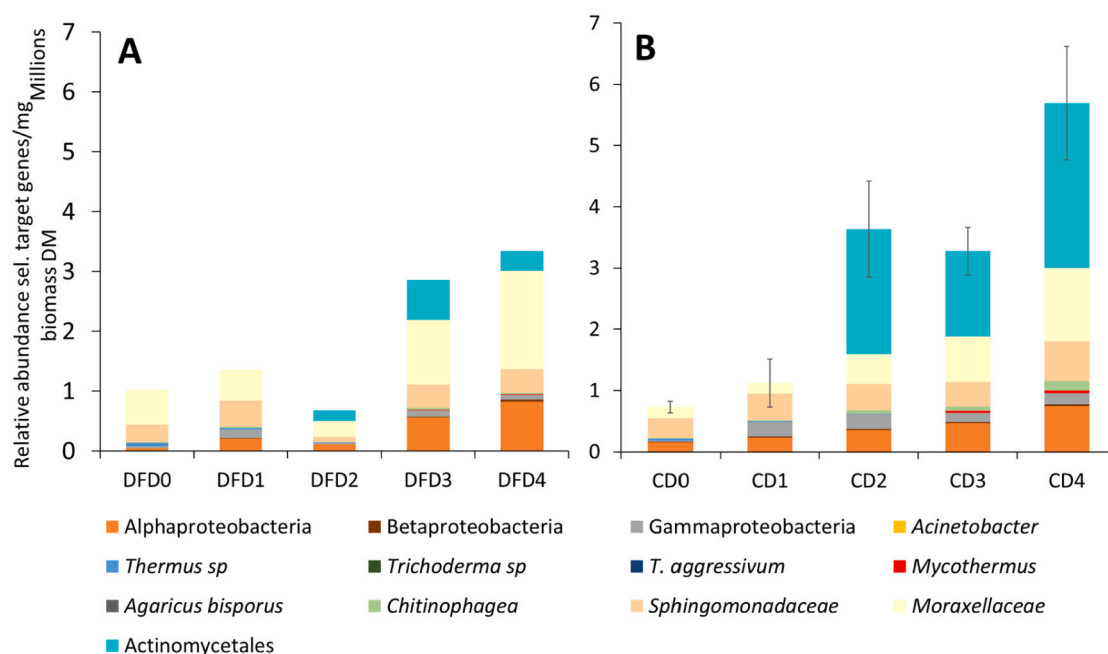 A
B
Relative abundance sel. target genes/mg
biomass DM
Millions
7
6
5
4
3
2
1
0
DFD0 DFD1 DFD2 DFD3 DFD4
7
6
5
4
3
2
1
0
CD0 CD1 CD2 CD3 CD4
Alphaproteobacteria Betaproteobacteria Gammaproteobacteria Acinetobacter
Thermus sp Trichoderma sp T. aggressivum Mycothermus
Agaricus bisporus Chitinophagea Sphingomonadaceae Moraxellaceae
Actinomycetales